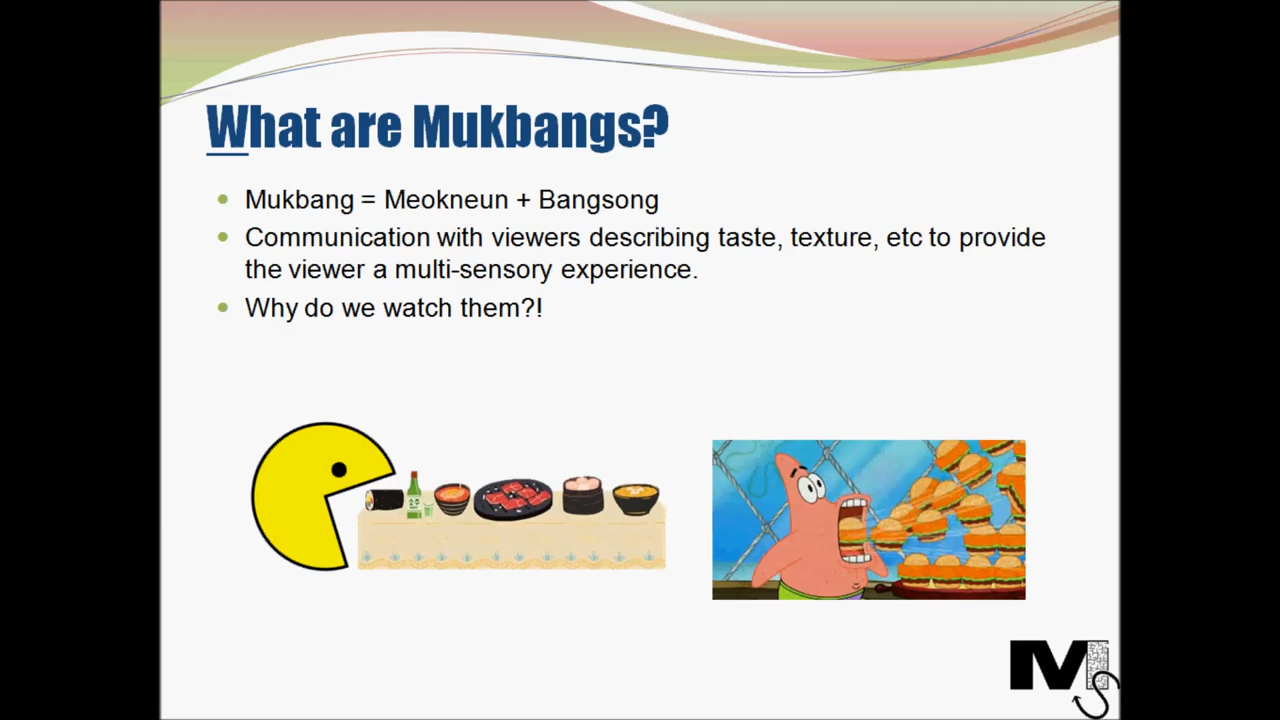 What are Mukbangs?
Mukbang = Meokneun + Bangsong
Communication with viewers describing taste, texture, etc to provide
the viewer a multi-sensory experience.
Why do we watch them?!